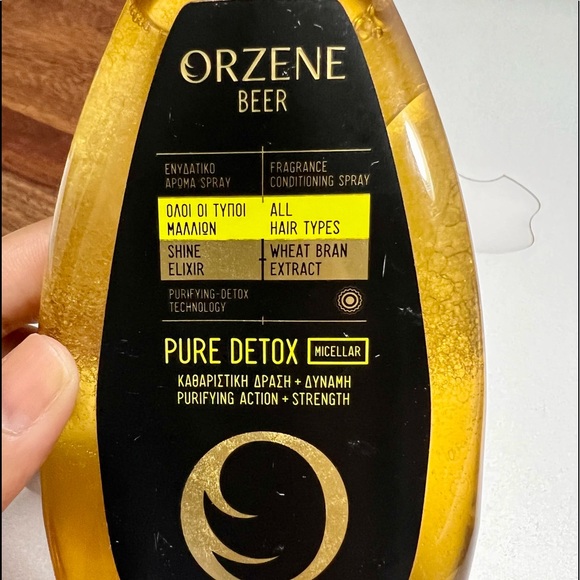 ORZENE
BEER
ΕΝΥΔΑΤΙΚΟ
ΑΡΩΜΑ SPRAY
FRAGRANCE
CONDITIONING SPRAY
ΟΛΟΙ ΟΙ ΤΥΠΟΙ
ΜΑΛΛΙΩΝ
ALL
HAIR TYPES
SHINE
ELIXIR
WHEAT BRAN
EXTRACT
PURIFYING-DETOX
TECHNOLOGY
PURE DETOX MICELLAR
ΚΑΘΑΡΙΣΤΙΚΗ ΔΡΑΣΗ + ΔΥΝΑΜΗ
PURIFYING ACTION + STRENGTH